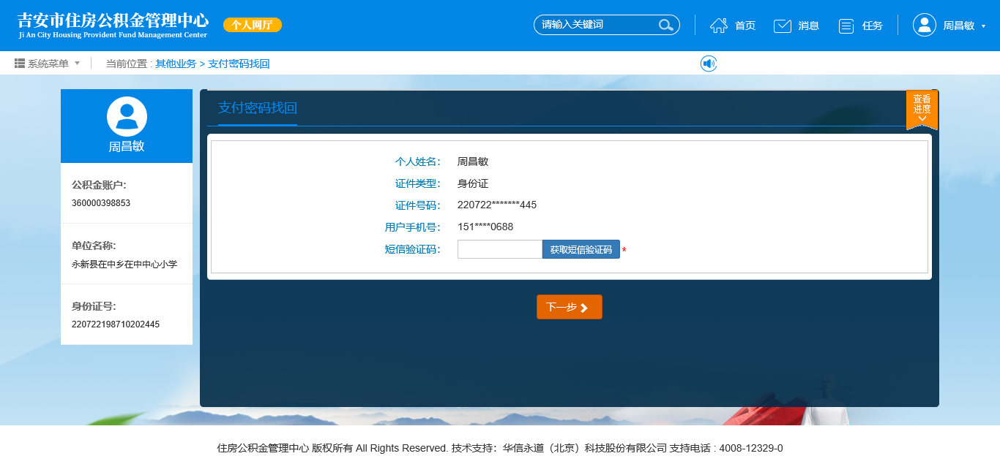 吉安市住房公积金管理中心
Ji An City Housing Provident Fund Management Center
个人网厅
请输入关键词
首页
消息
任务
周昌敏
系统菜单
当前位置 : 其他业务 > 支付密码找回
周昌敏
公积金账户:
360000398853
单位名称:
永新县在中乡在中中心小学
身份证号:
220722198710202445
支付密码找回
查看
进度
个人姓名： 周昌敏
证件类型： 身份证
证件号码： 220722*******445
用户手机号： 151****0688
短信验证码： 获取短信验证码 *
下一步
住房公积金管理中心 版权所有 All Rights Reserved. 技术支持：华信永道（北京）科技股份有限公司 支持电话 : 4008-12329-0